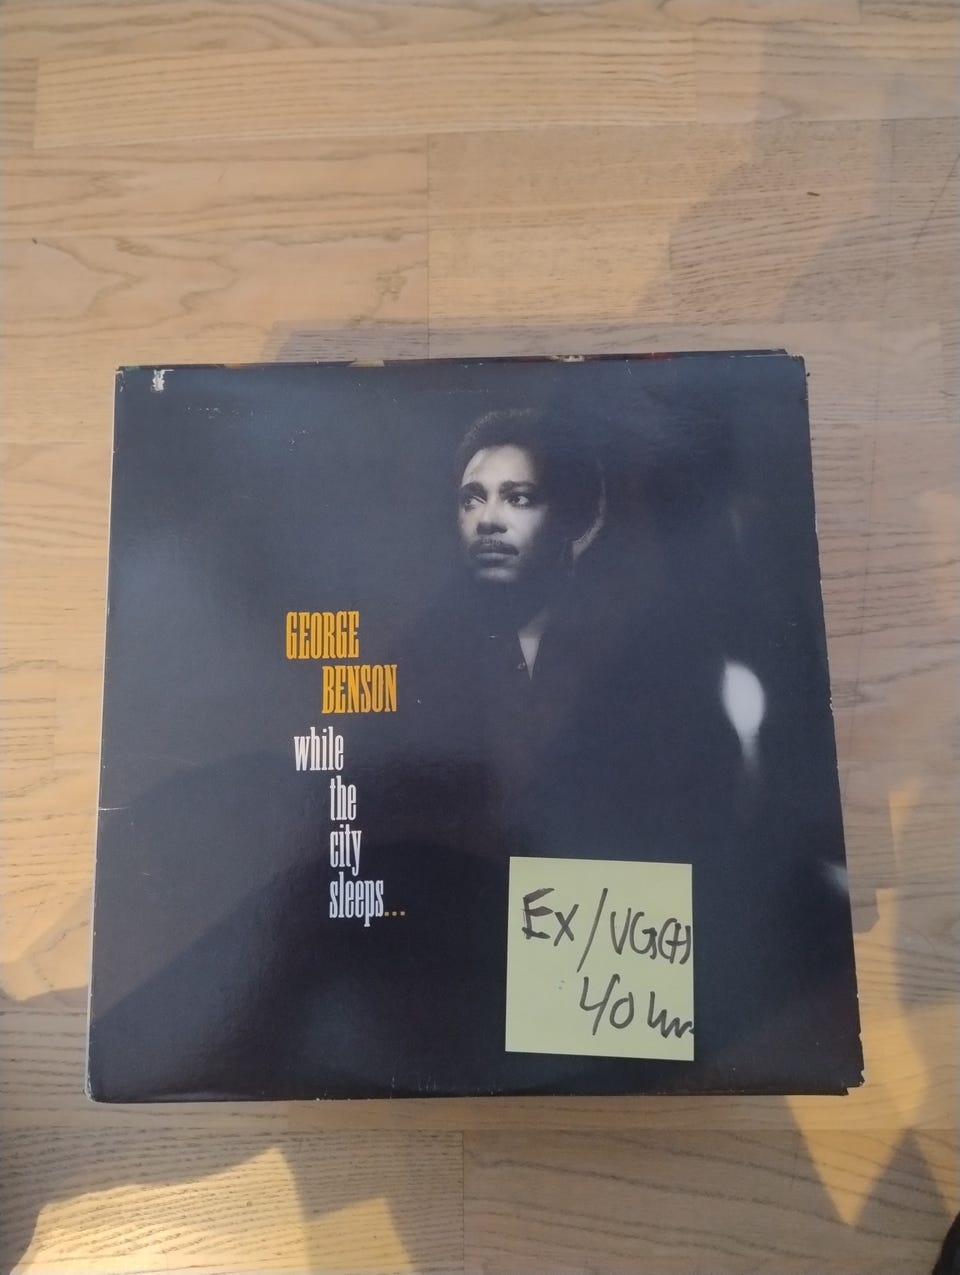 GEORGE
BENSON
while
the
city
sleeps...
Ex/VG(+)
40 kr